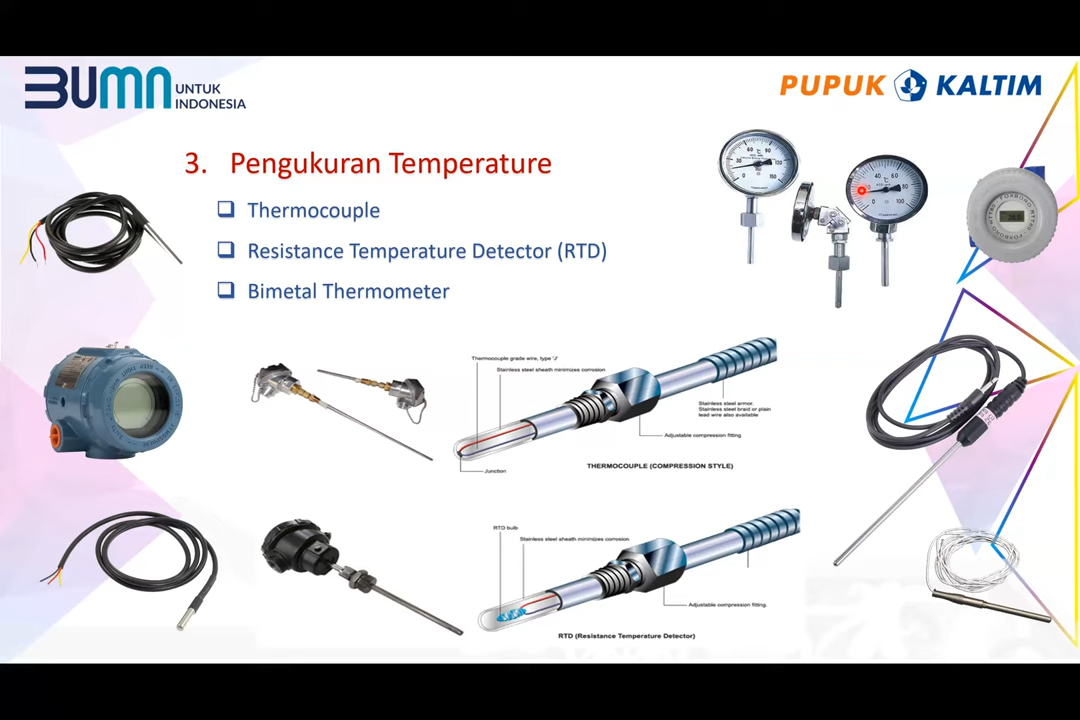 BUMN UNTUK INDONESIA
PUPUK KALTIM
3. Pengukuran Temperature
Thermocouple
Resistance Temperature Detector (RTD)
Bimetal Thermometer
Thermocouple grade wire, type 'J'
Stainless steel sheath minimizes corrosion
Stainless steel armor.
Stainless steel braid or plain
lead wire also available
Adjustable compression fitting.
Junction
THERMOCOUPLE (COMPRESSION STYLE)
RTD bulb
Stainless steel sheath minimizes corrosion
Adjustable compression fitting.
RTD (Resistance Temperature Detector)